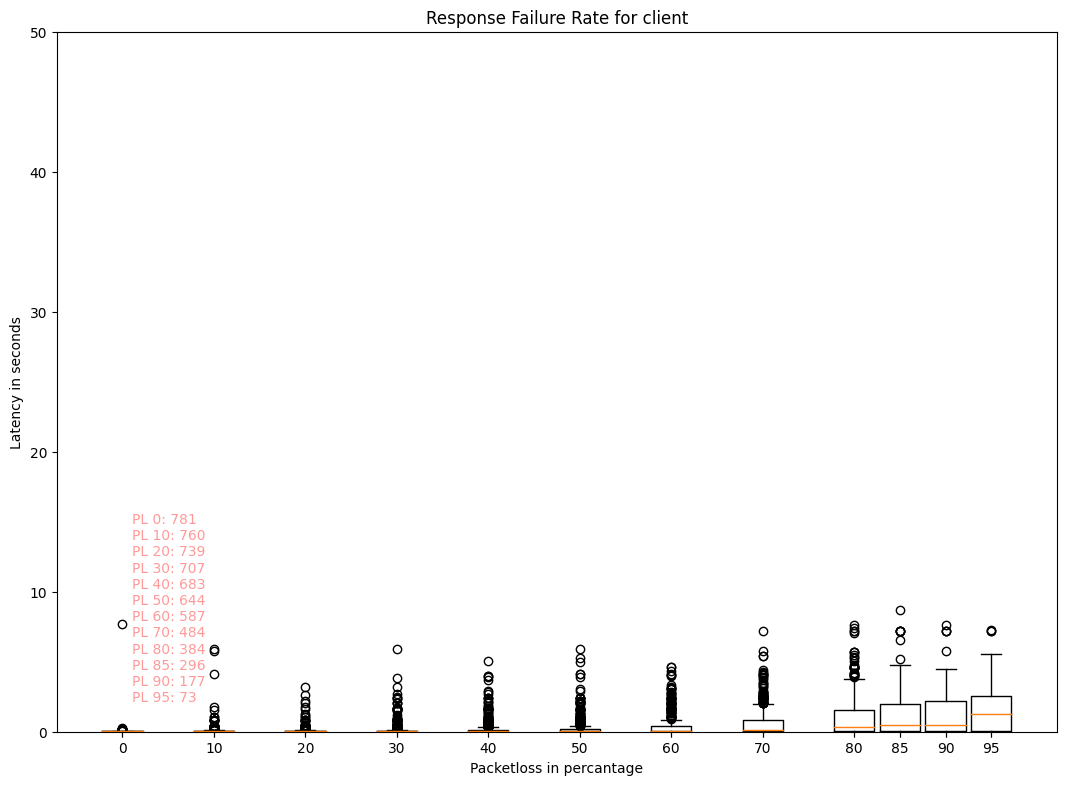 Response Failure Rate for client
Latency in seconds
50
40
30
20
10
0
PL 0: 781
PL 10: 760
PL 20: 739
PL 30: 707
PL 40: 683
PL 50: 644
PL 60: 587
PL 70: 484
PL 80: 384
PL 85: 296
PL 90: 177
PL 95: 73
0 10 20 30 40 50 60 70 80 85 90 95
Packetloss in percantage